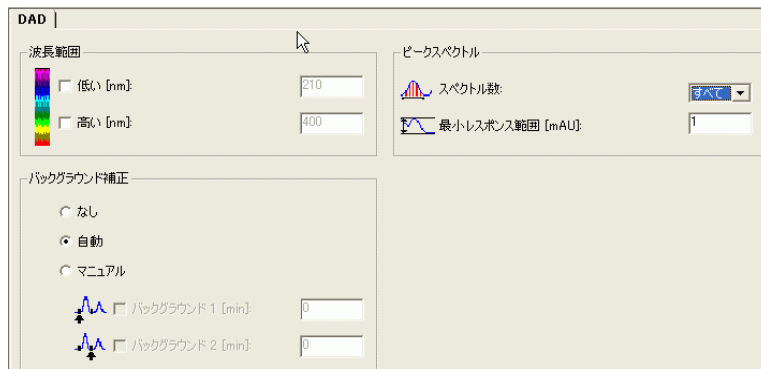 DAD
波長範囲
低い [nm]:
210
高い [nm]:
400
ピークスペクトル
スペクトル数:
すべて
最小レスポンス範囲 [mAU]:
1
バックグラウンド補正
なし
自動
マニュアル
バックグラウンド 1 [min]:
0
バックグラウンド 2 [min]:
0